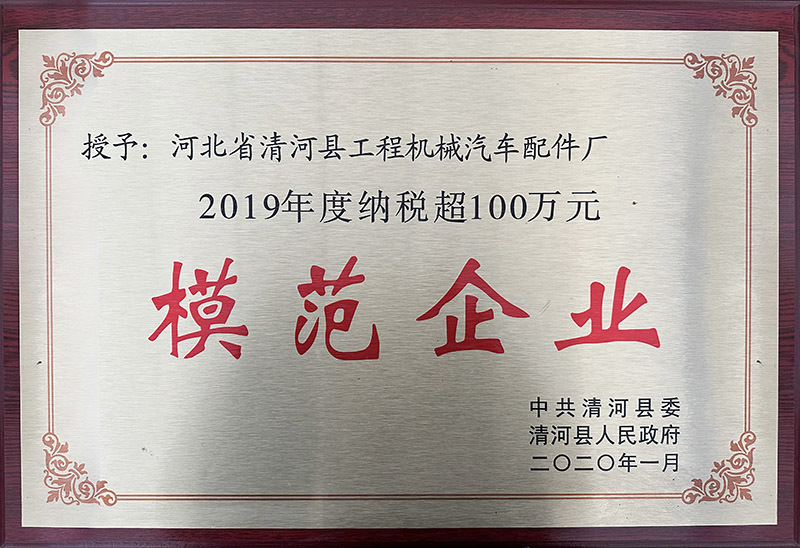 授予：河北省清河县工程机械汽车配件厂
2019年度纳税超100万元
模范企业
中共清河县委
清河县人民政府
二〇二〇年一月